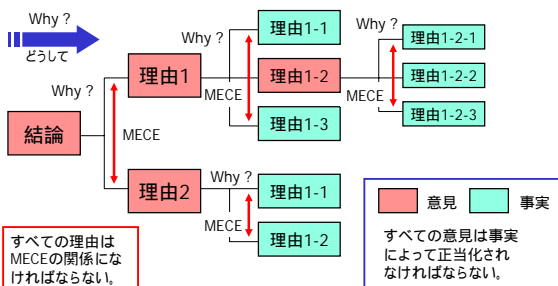 Why ?
どうして
結論
Why ?
MECE
理由1
Why ?
MECE
理由1-1
理由1-2
理由1-3
Why ?
MECE
理由1-2-1
理由1-2-2
理由1-2-3
理由2
Why ?
MECE
理由1-1
理由1-2
すべての理由は
MECEの関係にな
ければならない。
意見
事実
すべての意見は事実
によって正当化され
なければならない。